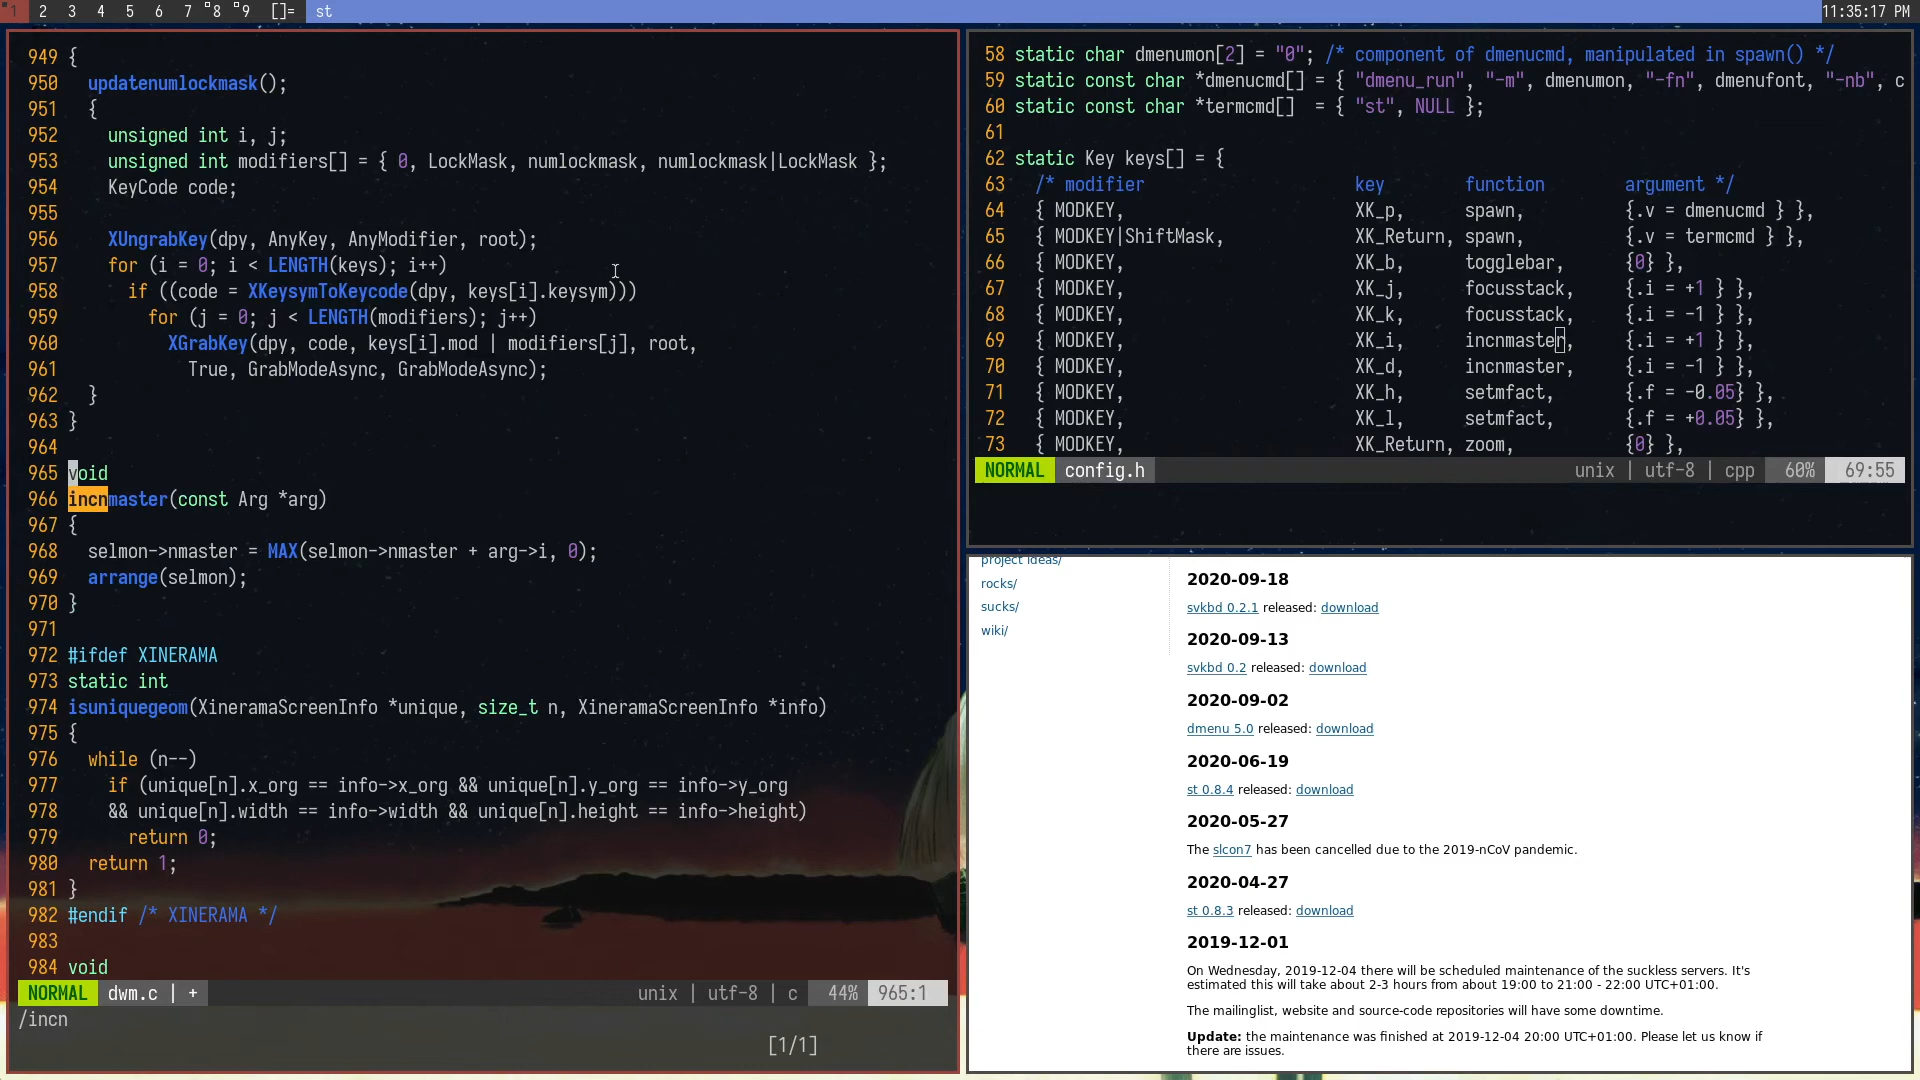 1 2 3 4 5 6 7 8 9 []= st 11:35:17 PM
949 {
950 updatenumlockmask();
951 {
952 unsigned int i, j;
953 unsigned int modifiers[] = { 0, LockMask, numlockmask, numlockmask|LockMask };
954 KeyCode code;
955
956 XUngrabKey(dpy, AnyKey, AnyModifier, root);
957 for (i = 0; i < LENGTH(keys); i++)
958 if ((code = XKeysymToKeycode(dpy, keys[i].keysym)))
959 for (j = 0; j < LENGTH(modifiers); j++)
960 XGrabKey(dpy, code, keys[i].mod | modifiers[j], root,
961 True, GrabModeAsync, GrabModeAsync);
962 }
963 }
964
965 void
966 incnmaster(const Arg *arg)
967 {
968 selmon->nmaster = MAX(selmon->nmaster + arg->i, 0);
969 arrange(selmon);
970 }
971
972 #ifdef XINERAMA
973 static int
974 isuniquegeom(XineramaScreenInfo *unique, size_t n, XineramaScreenInfo *info)
975 {
976 while (n--)
977 if (unique[n].x_org == info->x_org && unique[n].y_org == info->y_org
978 && unique[n].width == info->width && unique[n].height == info->height)
979 return 0;
980 return 1;
981 }
982 #endif /* XINERAMA */
983
984 void
NORMAL dwm.c | + unix | utf-8 | c 44% 965:1
/incn
[1/1]
58 static char dmenumon[2] = "0"; /* component of dmenucmd, manipulated in spawn() */
59 static const char *dmenucmd[] = { "dmenu_run", "-m", dmenumon, "-fn", dmenufont, "-nb", c
60 static const char *termcmd[] = { "st", NULL };
61
62 static Key keys[] = {
63 /* modifier key function argument */
64 { MODKEY, XK_p, spawn, {.v = dmenucmd } },
65 { MODKEY|ShiftMask, XK_Return, spawn, {.v = termcmd } },
66 { MODKEY, XK_b, togglebar, {0} },
67 { MODKEY, XK_j, focusstack, {.i = +1 } },
68 { MODKEY, XK_k, focusstack, {.i = -1 } },
69 { MODKEY, XK_i, incnmaster, {.i = +1 } },
70 { MODKEY, XK_d, incnmaster, {.i = -1 } },
71 { MODKEY, XK_h, setmfact, {.f = -0.05} },
72 { MODKEY, XK_l, setmfact, {.f = +0.05} },
73 { MODKEY, XK_Return, zoom, {0} },
NORMAL config.h unix | utf-8 | cpp 60% 69:55
project ideas/
rocks/
sucks/
wiki/
2020-09-18
svkbd 0.2.1 released: download
2020-09-13
svkbd 0.2 released: download
2020-09-02
dmenu 5.0 released: download
2020-06-19
st 0.8.4 released: download
2020-05-27
The slcon7 has been cancelled due to the 2019-nCoV pandemic.
2020-04-27
st 0.8.3 released: download
2019-12-01
On Wednesday, 2019-12-04 there will be scheduled maintenance of the suckless servers. It's
estimated this will take about 2-3 hours from about 19:00 to 21:00 - 22:00 UTC+01:00.
The mailinglist, website and source-code repositories will have some downtime.
Update: the maintenance was finished at 2019-12-04 20:00 UTC+01:00. Please let us know if
there are issues.